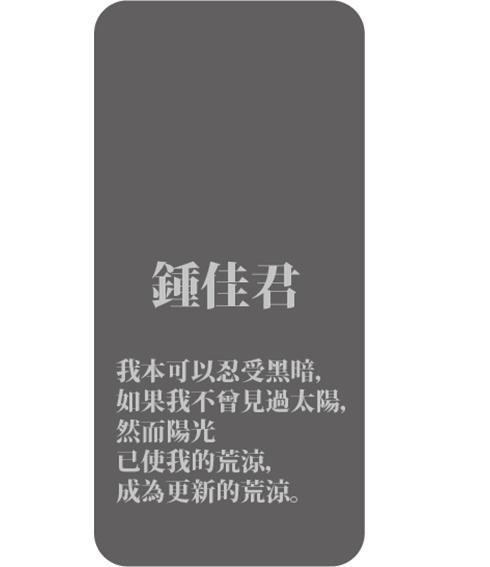 鍾佳君
我本可以忍受黑暗,
如果我不曾見過太陽,
然而陽光
已使我的荒涼,
成為更新的荒涼。